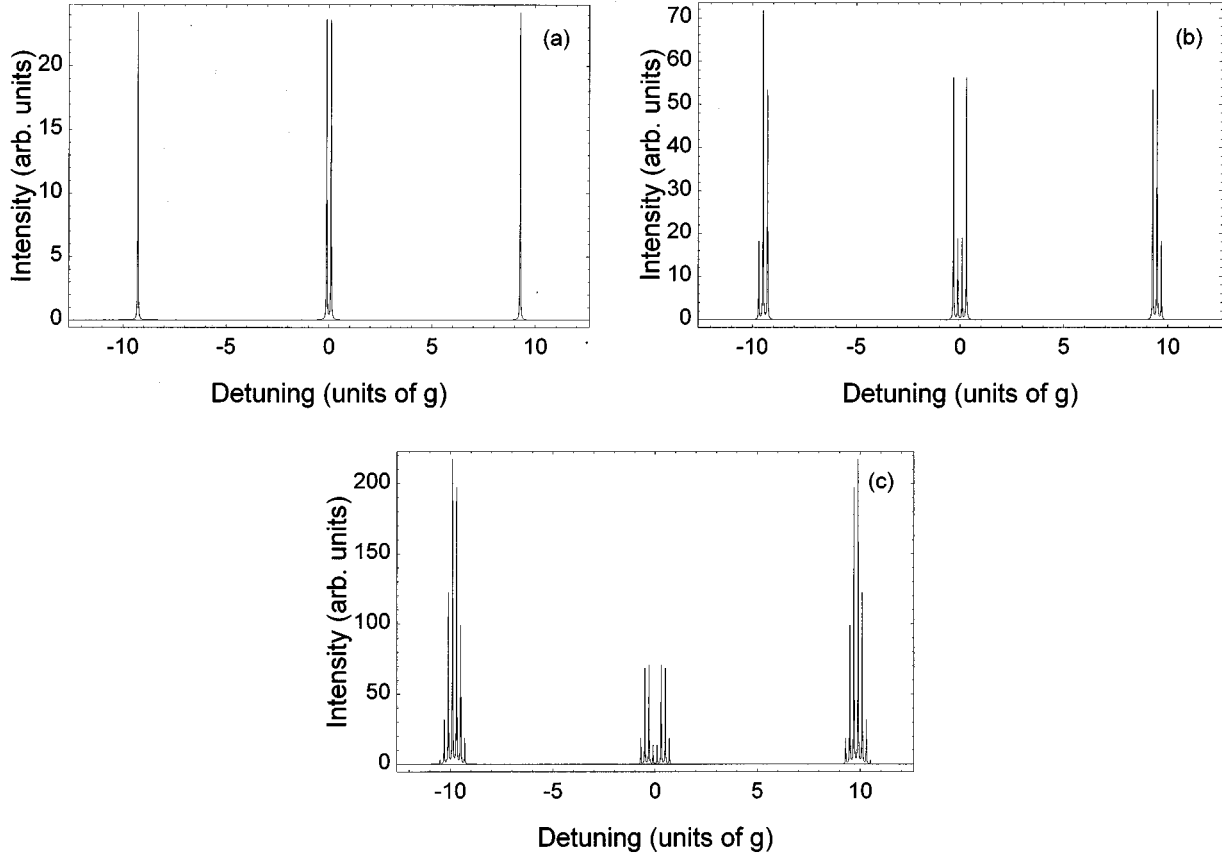 (a)
Intensity (arb. units)
20
15
10
5
0
-10 -5 0 5 10
Detuning (units of g)
(b)
Intensity (arb. units)
70
60
50
40
30
20
10
0
-10 -5 0 5 10
Detuning (units of g)
(c)
Intensity (arb. units)
200
150
100
50
0
-10 -5 0 5 10
Detuning (units of g)